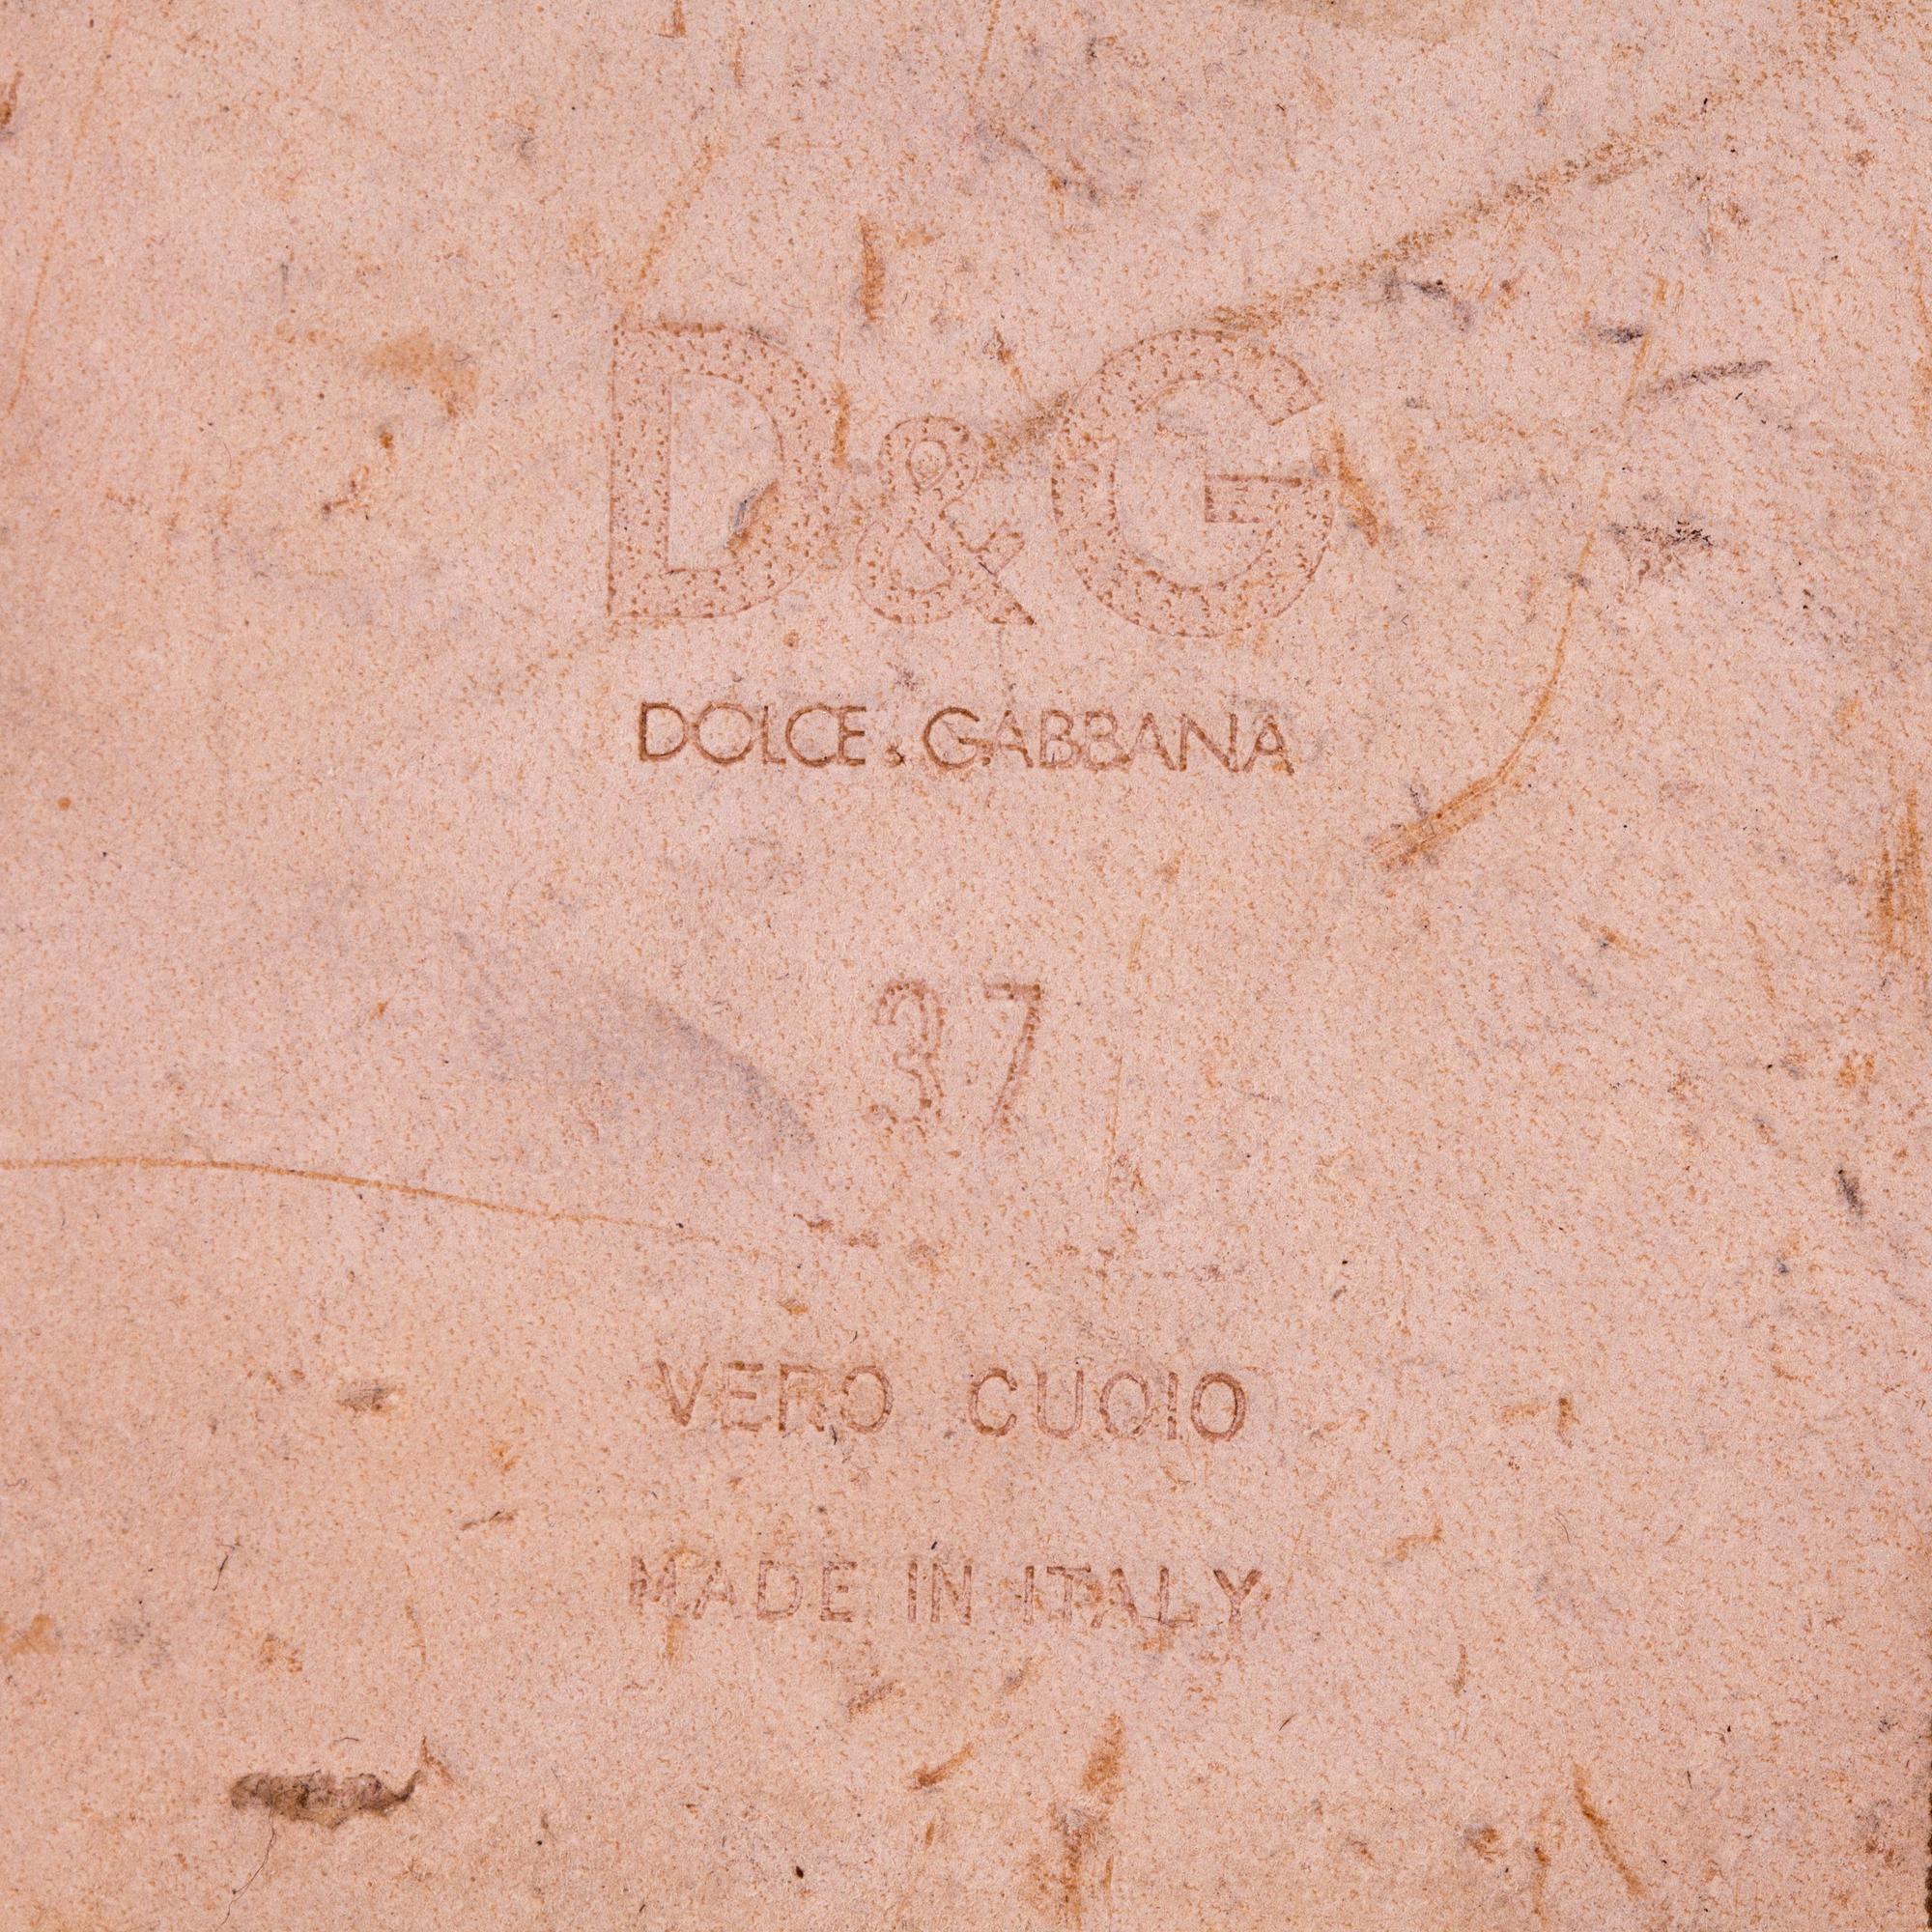 D&G
DOLCE & GABBANA
37
VERO CUOIO
MADE IN ITALY